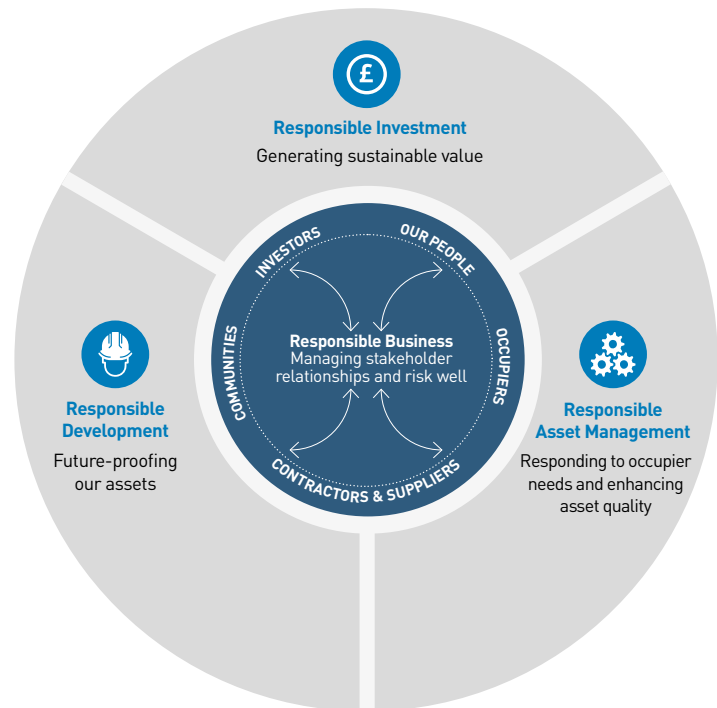 £
Responsible Investment
Generating sustainable value
INVESTORS
OUR PEOPLE
COMMUNITIES
OCCUPIERS
Responsible Business
Managing stakeholder
relationships and risk well
CONTRACTORS & SUPPLIERS
Responsible
Development
Future-proofing
our assets
Responsible
Asset Management
Responding to occupier
needs and enhancing
asset quality